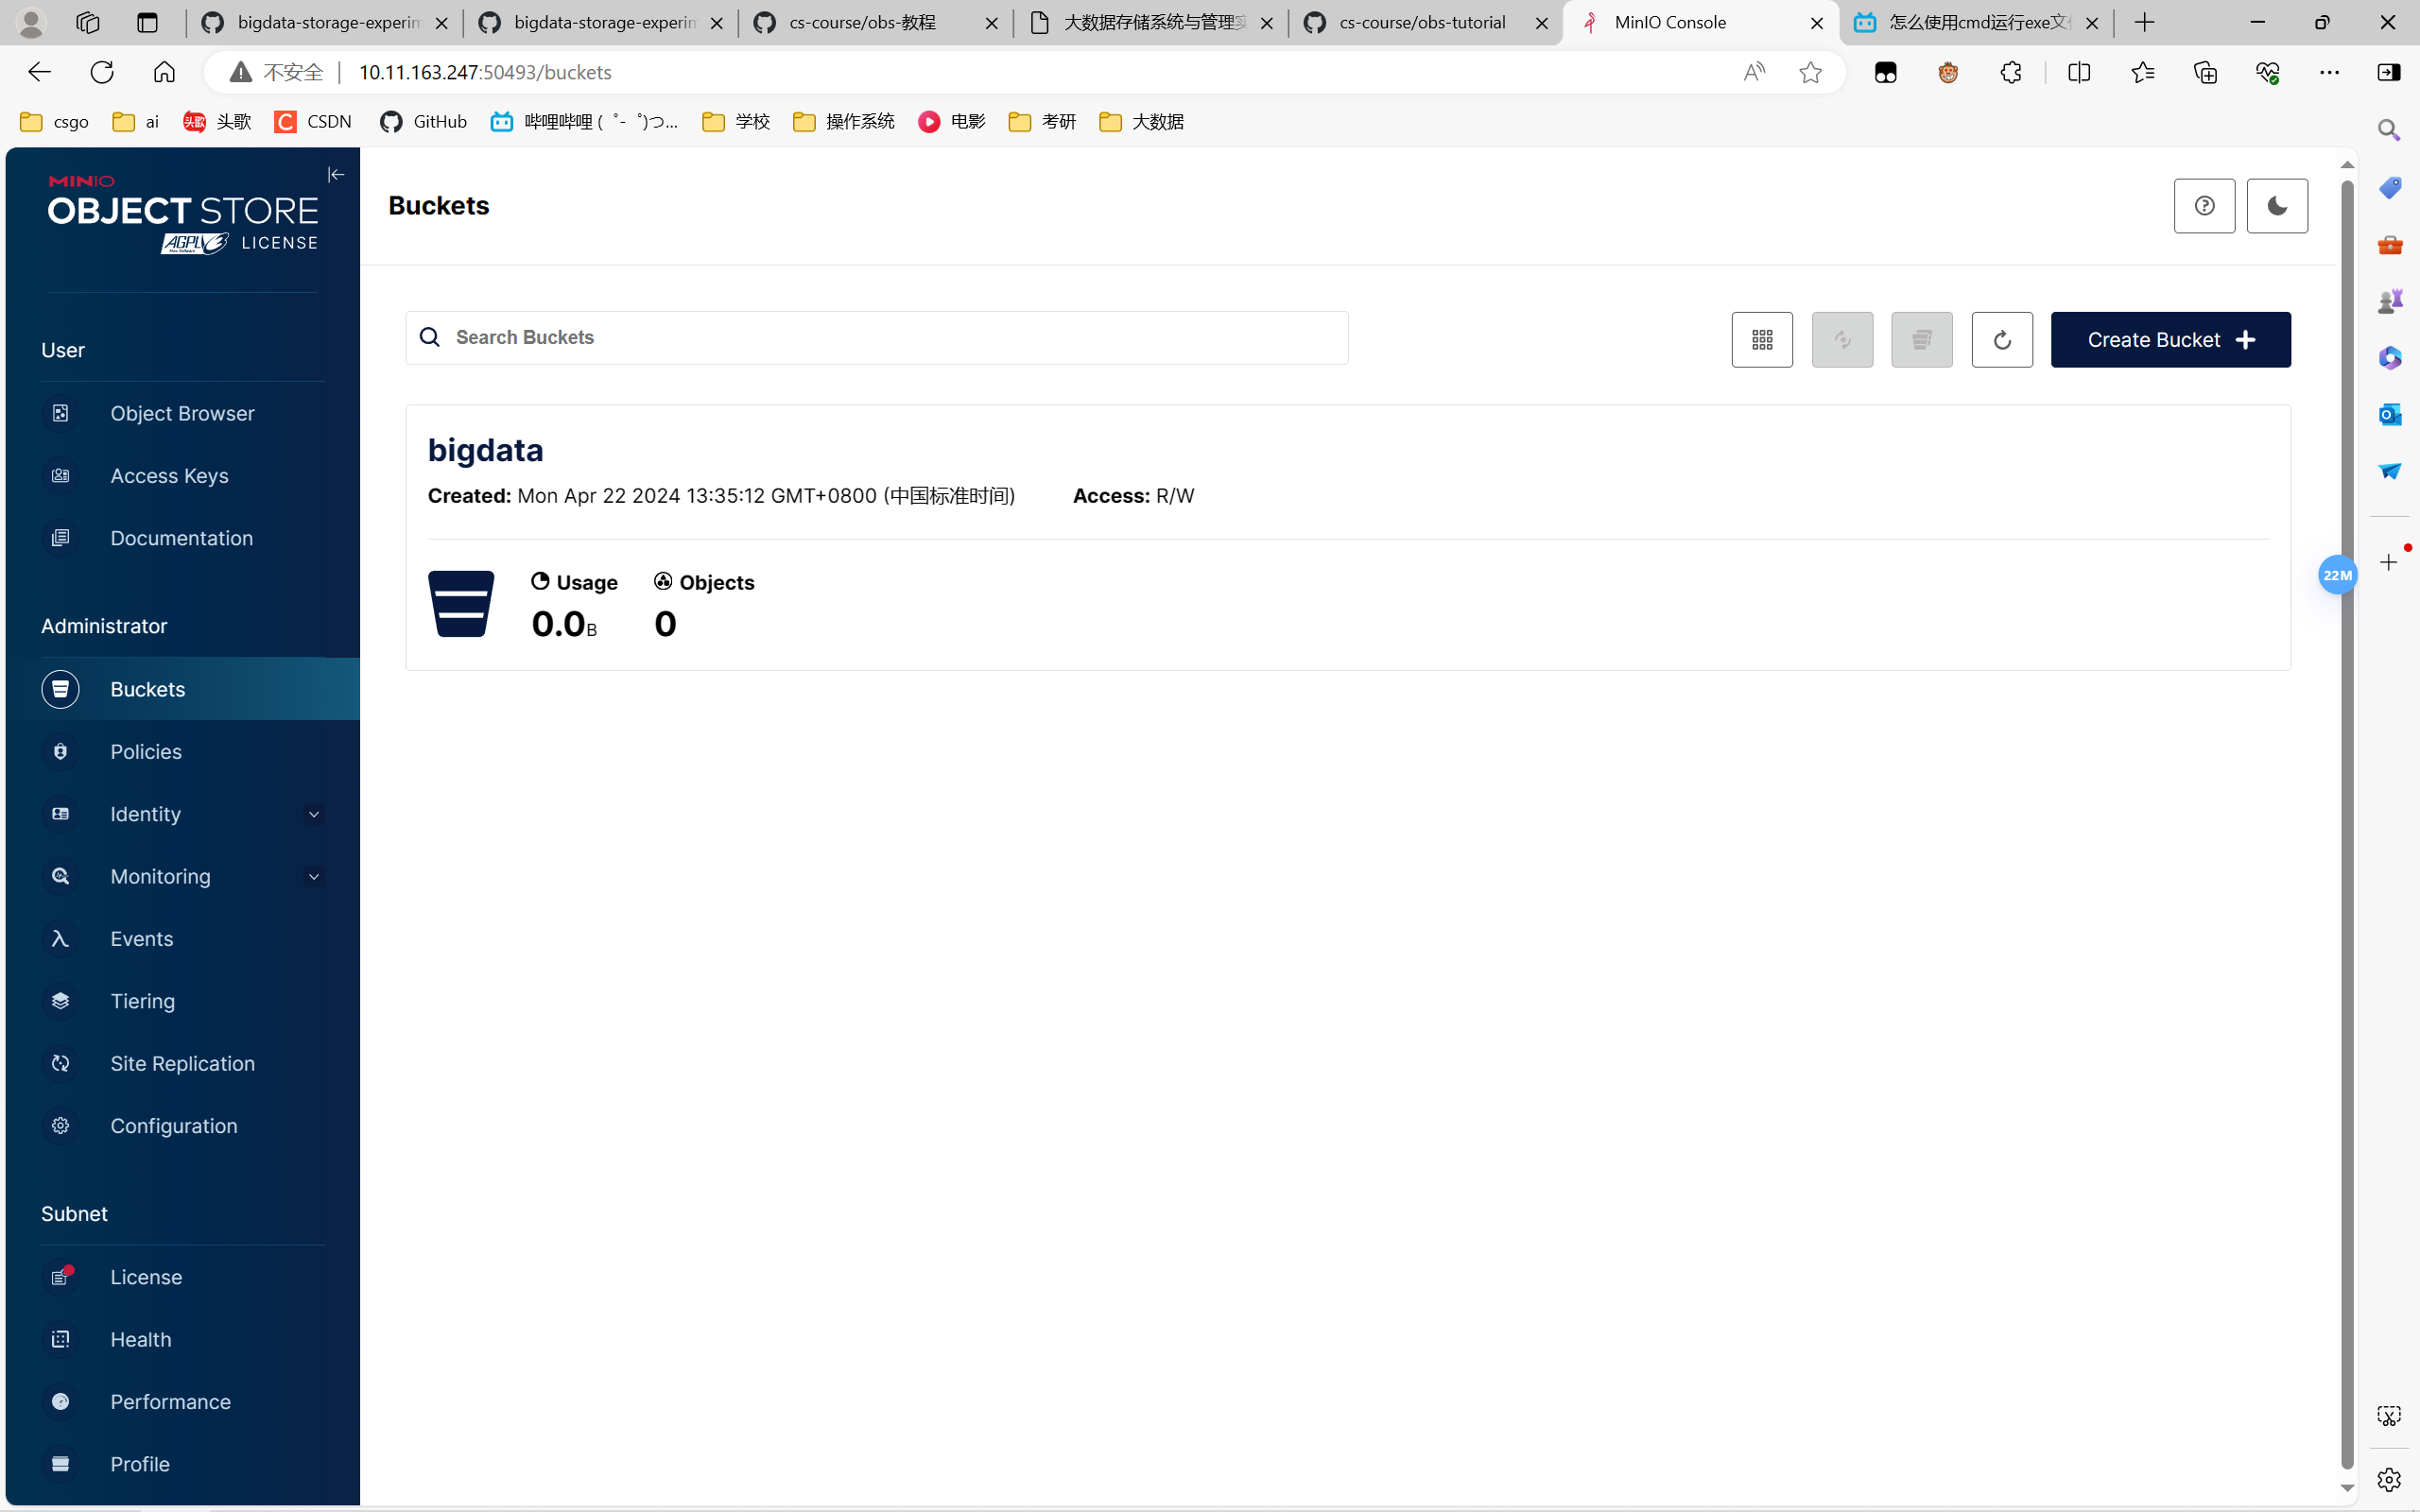 bigdata-storage-experim
bigdata-storage-experim
cs-course/obs-教程
大数据存储系统与管理实
cs-course/obs-tutorial
MinIO Console
怎么使用cmd运行exe文件
不安全
10.11.163.247:50493/buckets
csgo
ai
头歌
CSDN
GitHub
哔哩哔哩 (゜-゜)つ...
学校
操作系统
电影
考研
大数据
MINIO
OBJECT STORE
AGPLv3 LICENSE
User
Object Browser
Access Keys
Documentation
Administrator
Buckets
Policies
Identity
Monitoring
Events
Tiering
Site Replication
Configuration
Subnet
License
Health
Performance
Profile
Buckets
Search Buckets
Create Bucket
bigdata
Created: Mon Apr 22 2024 13:35:12 GMT+0800 (中国标准时间)
Access: R/W
Usage
0.0B
Objects
0
22M